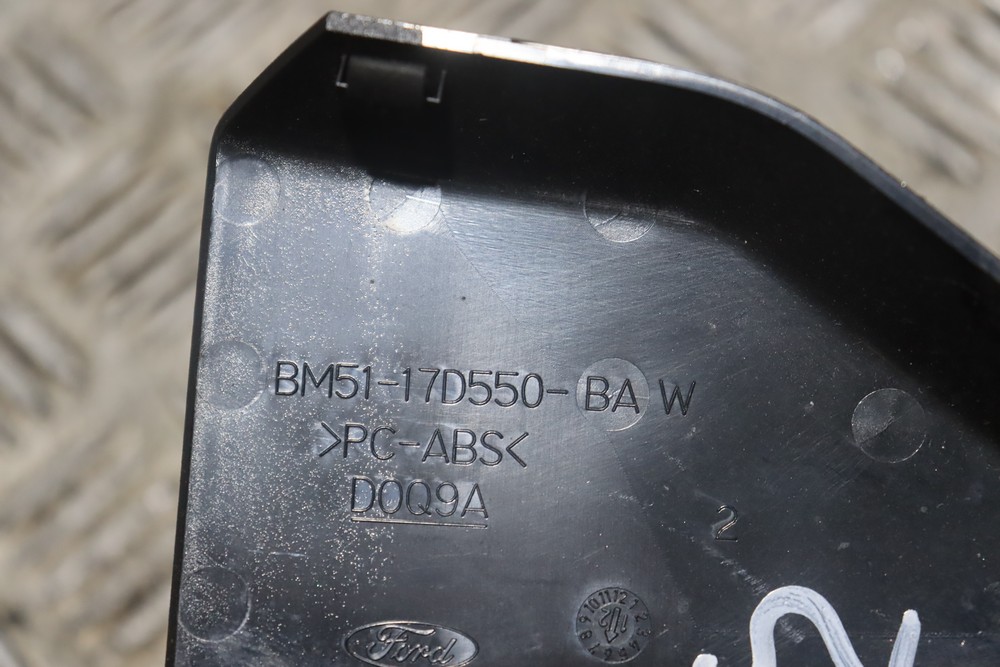 BM51-17D550-BA W
>PC-ABS<
D0Q9A
2
Ford